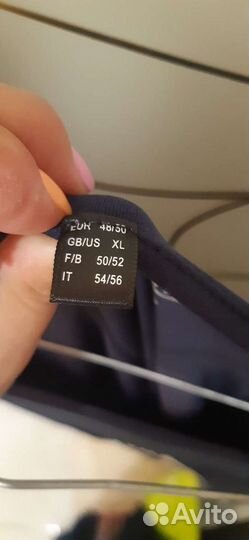 EUR 48/50
GB/US XL
F/B 50/52
IT 54/56
Avito